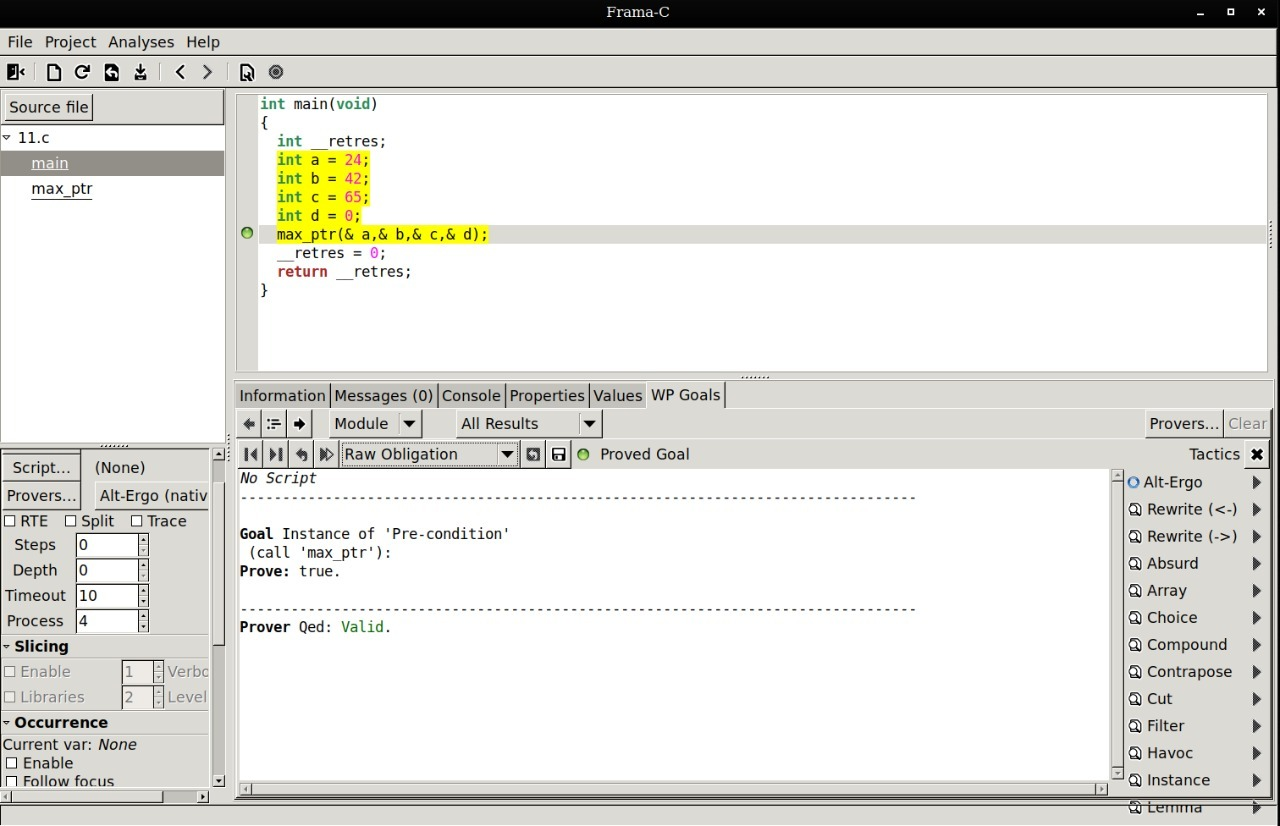 Frama-C
File Project Analyses Help
Source file
11.c
main
max_ptr
int main(void)
{
int __retres;
int a = 24;
int b = 42;
int c = 65;
int d = 0;
max_ptr(& a,& b,& c,& d);
__retres = 0;
return __retres;
}
Information Messages (0) Console Properties Values WP Goals
Module All Results Provers... Clear
Raw Obligation Proved Goal Tactics
No Script
--------------------------------------------------------------------------------
Goal Instance of 'Pre-condition'
(call 'max_ptr'):
Prove: true.
--------------------------------------------------------------------------------
Prover Qed: Valid.
Script... (None)
Provers... Alt-Ergo (nativ
RTE Split Trace
Steps 0
Depth 0
Timeout 10
Process 4
Slicing
Enable 1 Verbo
Libraries 2 Level
Occurrence
Current var: None
Enable
Follow focus
Alt-Ergo
Rewrite (<-)
Rewrite (->)
Absurd
Array
Choice
Compound
Contrapose
Cut
Filter
Havoc
Instance
Lemma